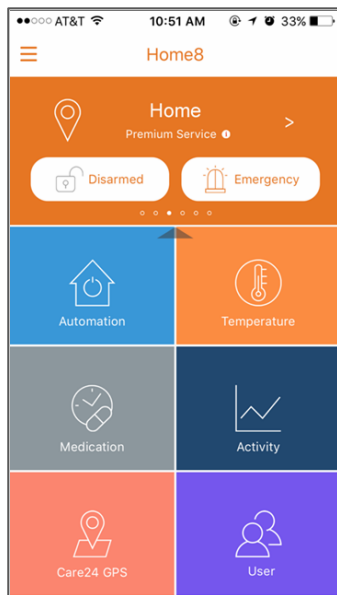 AT&T 10:51 AM 33%
Home8
Home
Premium Service
Disarmed Emergency
Automation Temperature
Medication Activity
Care24 GPS User